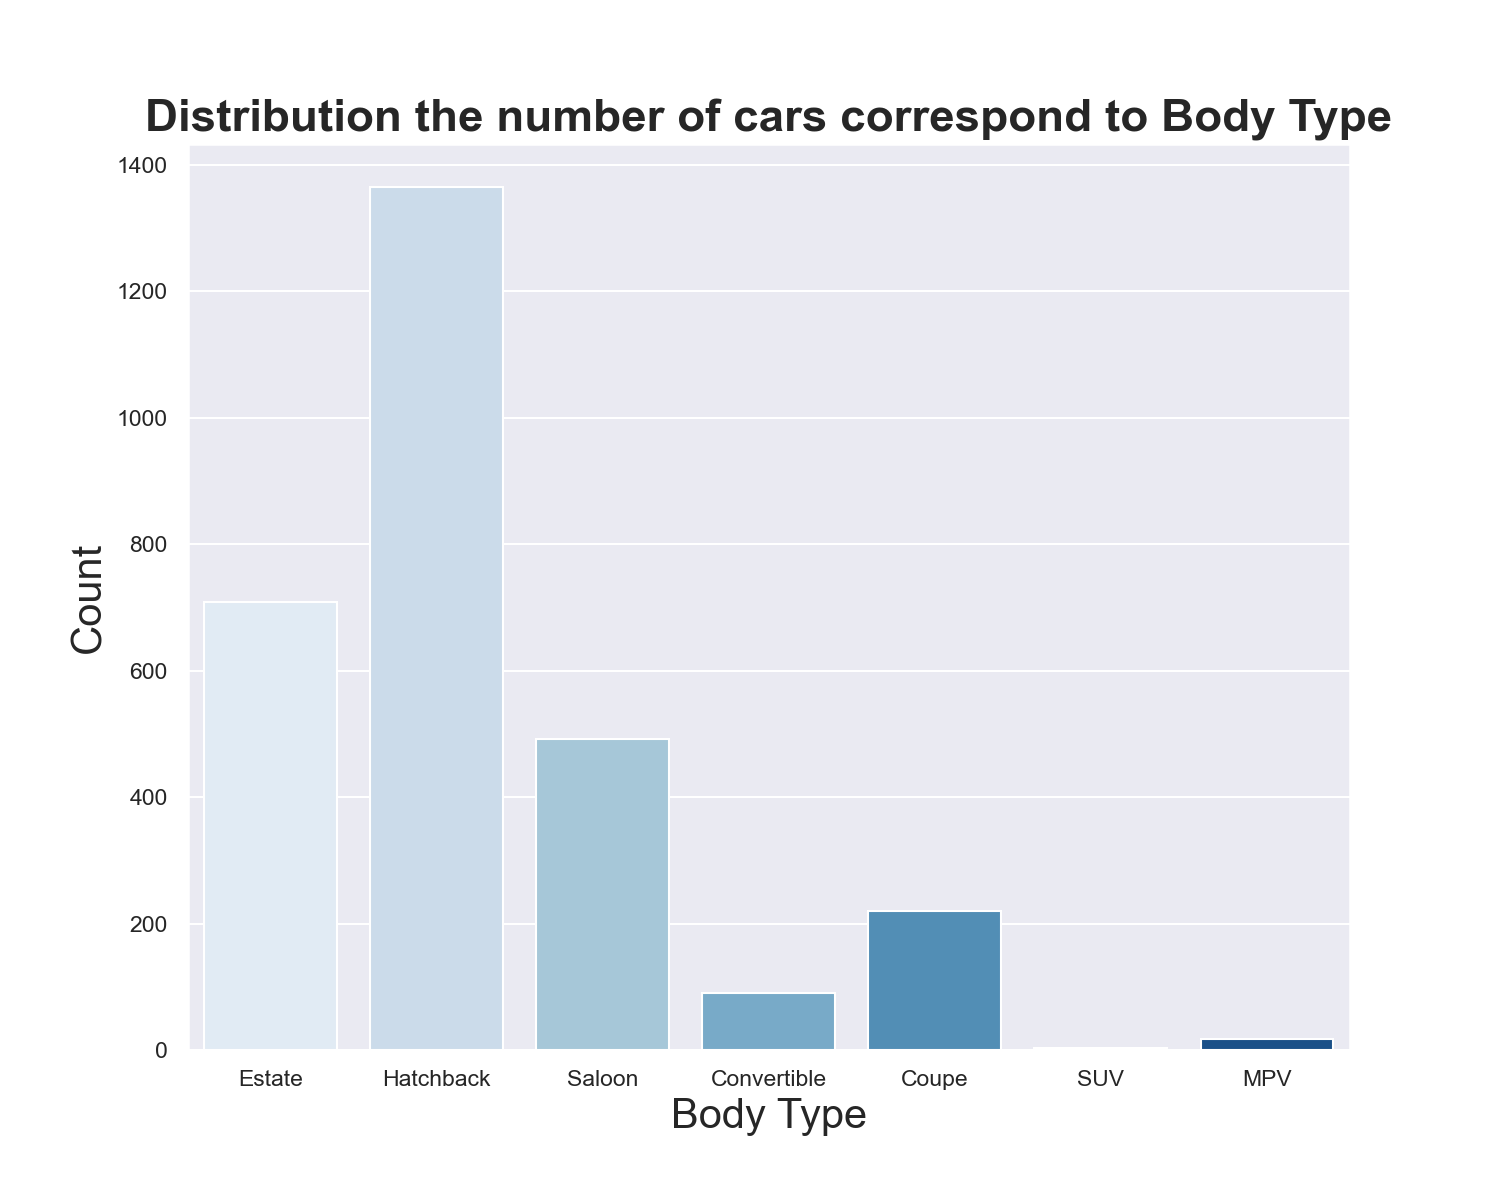 Distribution the number of cars correspond to Body Type
1400
1200
1000
800
600
400
200
0
Count
Estate Hatchback Saloon Convertible Coupe SUV MPV
Body Type